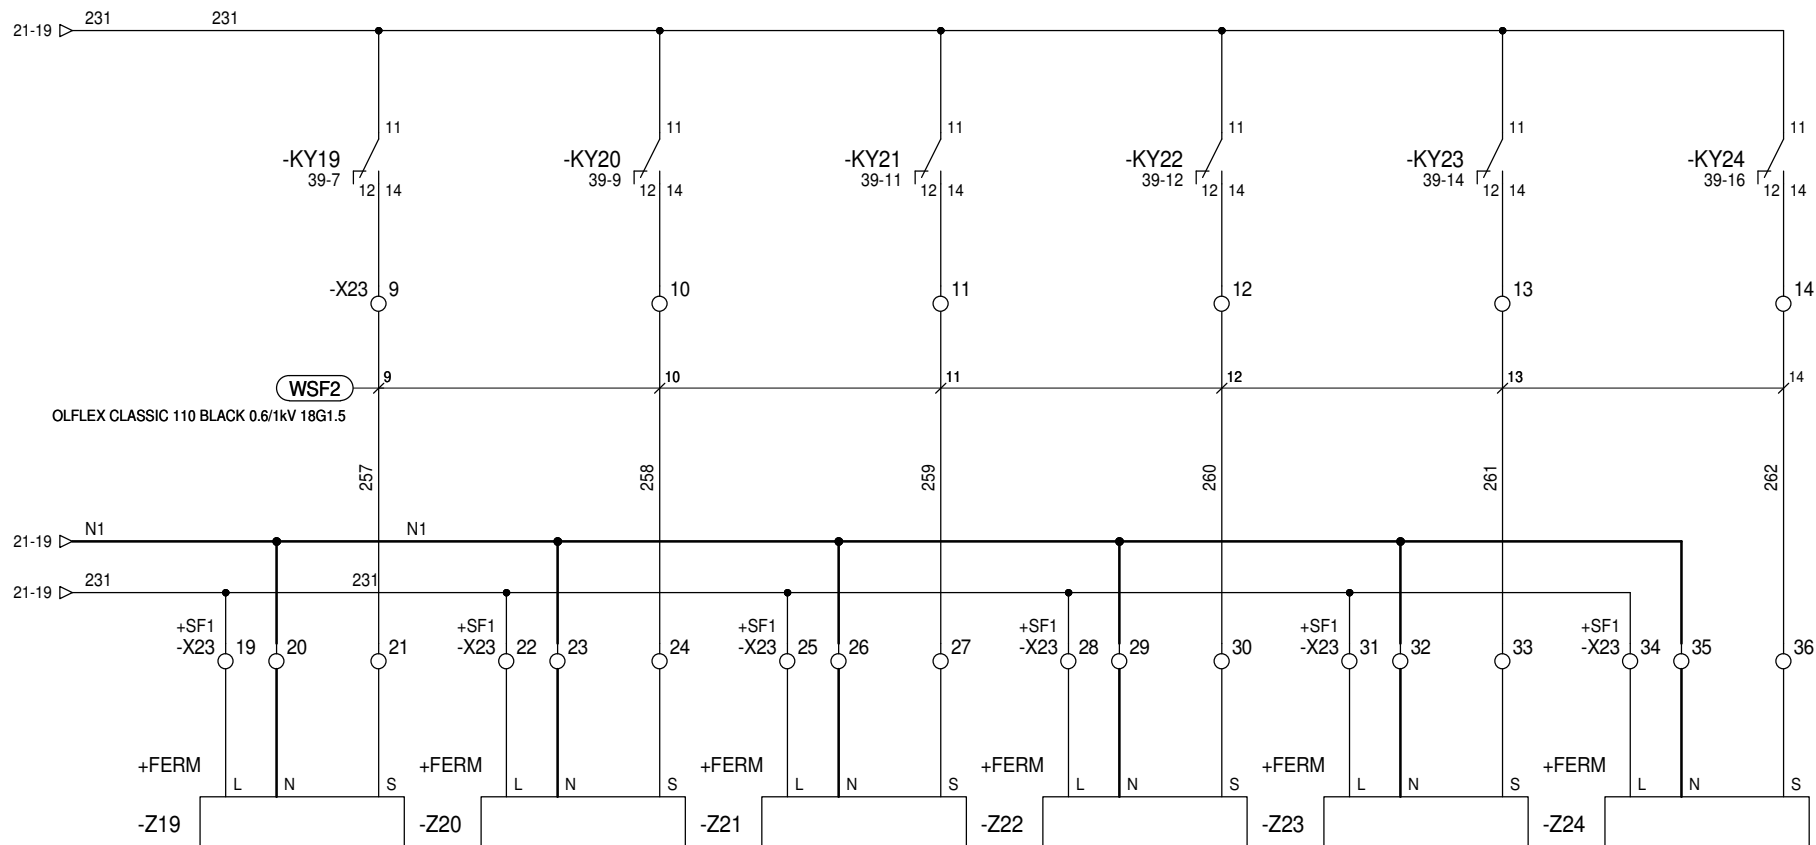 231 231
21-19
11 11 11 11 11 11
-KY19 -KY20 -KY21 -KY22 -KY23 -KY24
39-7 39-9 39-11 39-12 39-14 39-16
12 14 12 14 12 14 12 14 12 14 12 14
-X23 9 10 11 12 13 14
WSF2 9 10 11 12 13 14
OLFLEX CLASSIC 110 BLACK 0.6/1kV 18G1.5
257 258 259 260 261 262
N1 N1
21-19
231 231
21-19
+SF1 +SF1 +SF1 +SF1 +SF1 +SF1
-X23 19 20 21 -X23 22 23 24 -X23 25 26 27 -X23 28 29 30 -X23 31 32 33 -X23 34 35 36
+FERM +FERM +FERM +FERM +FERM +FERM
L N S L N S L N S L N S L N S L N S
-Z19 -Z20 -Z21 -Z22 -Z23 -Z24